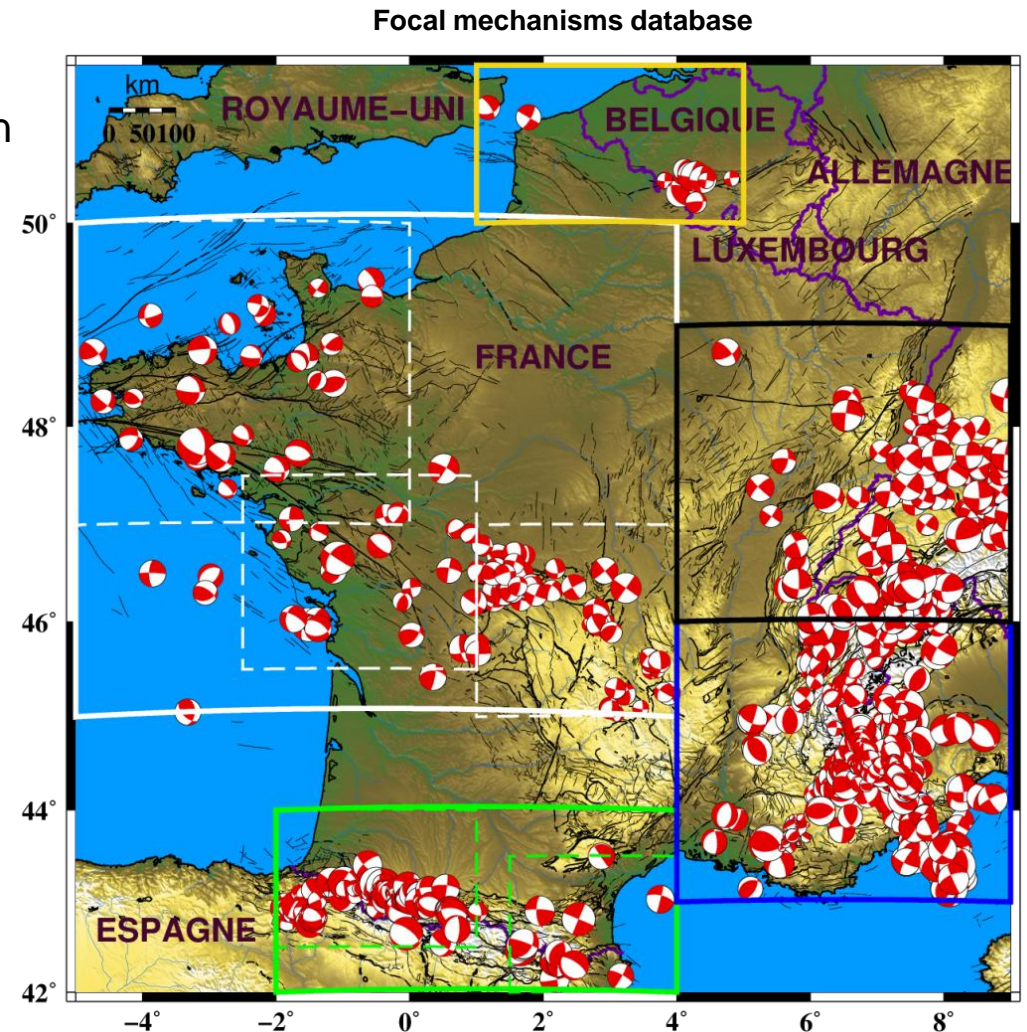 Focal mechanisms database
n
km
0 50100
ROYAUME−UNI
BELGIQUE
ALLEMAGNE
LUXEMBOURG
FRANCE
ESPAGNE
50°
48°
46°
44°
42°
−4° −2° 0° 2° 4° 6° 8°